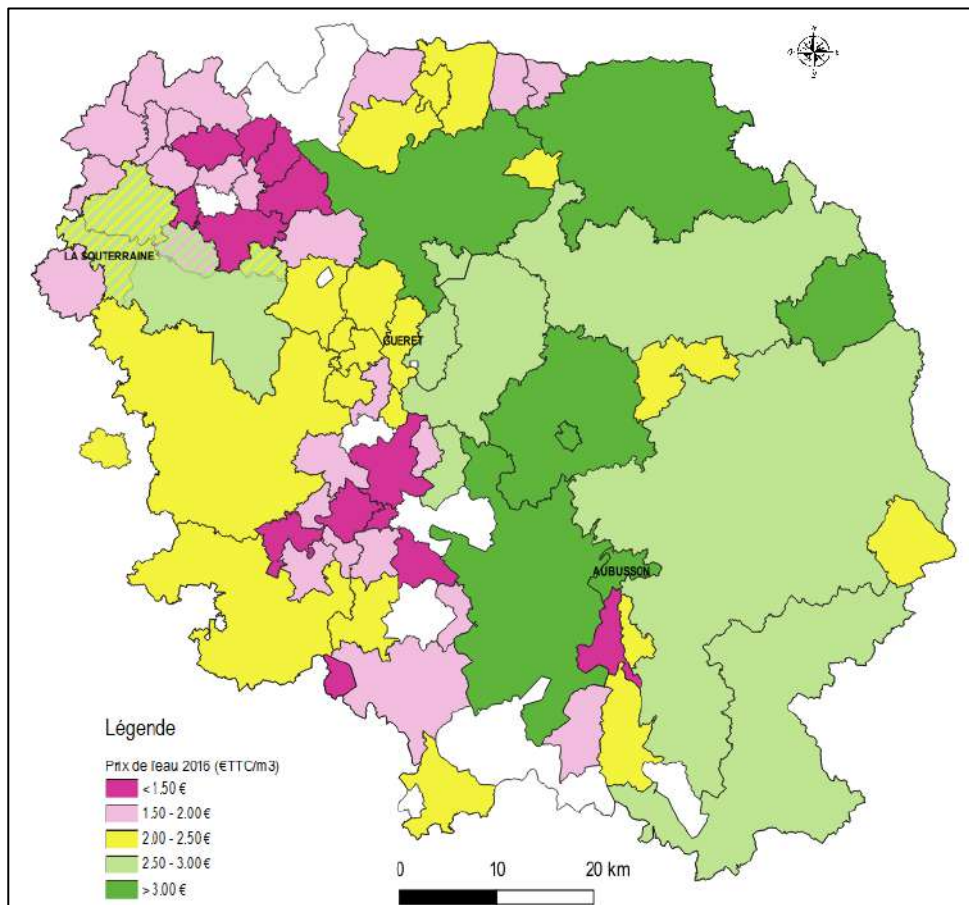 LA SOUTERRAINE
GUERET
AUBUSSON
Légende
Prix de l'eau 2016 (€TTC/m3)
<1.50 €
1.50 - 2.00 €
2.00 - 2.50 €
2.50 - 3.00 €
>3.00 €
0 10 20 km